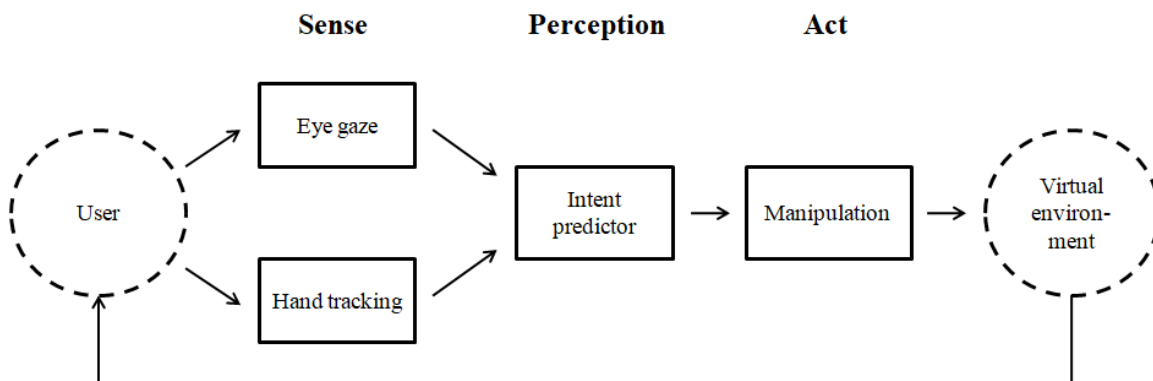 Sense
Perception
Act
Eye gaze
User
Hand tracking
Intent
predictor
Manipulation
Virtual
environ-
ment